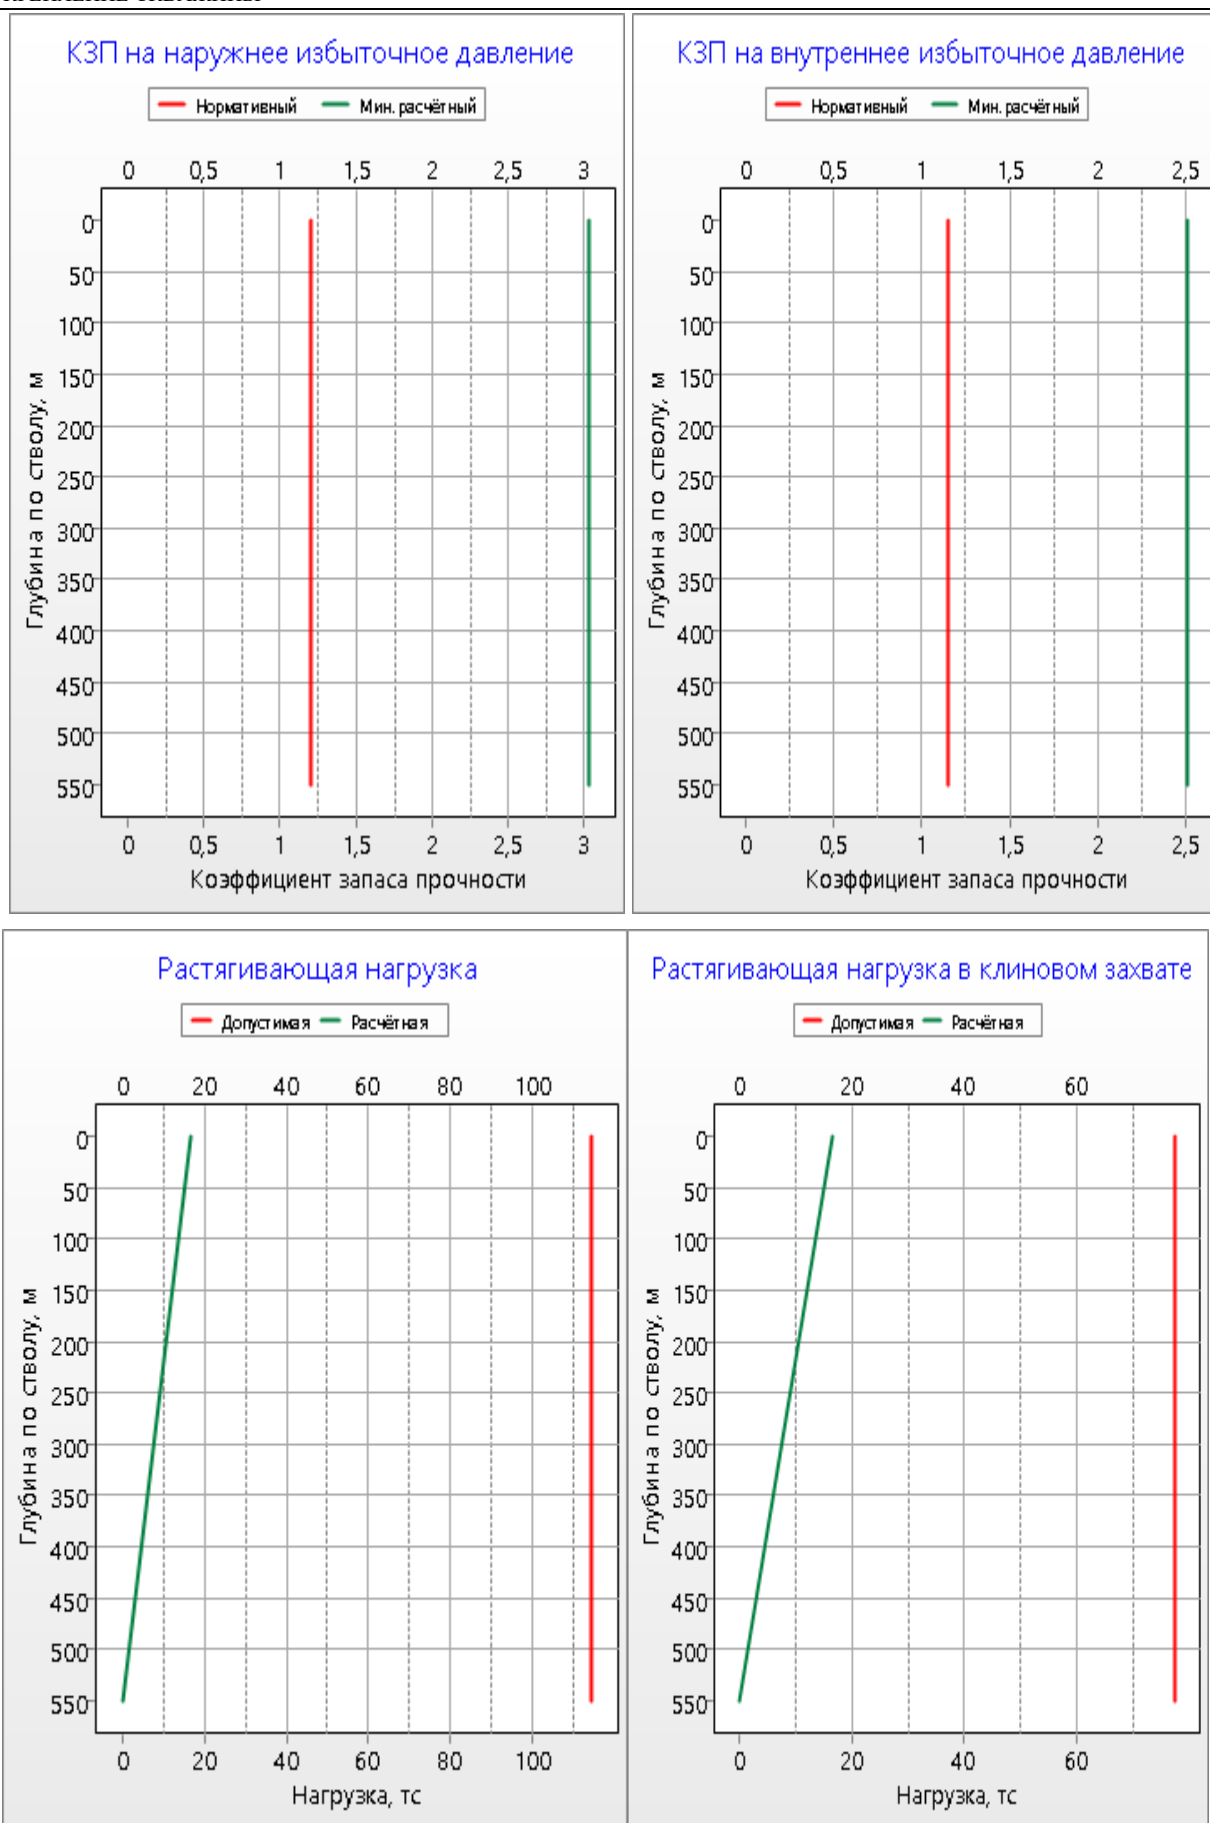 КЗП на наружнее избыточное давление
Нормативный Мин. расчётный
0 0,5 1 1,5 2 2,5 3
0
50
100
150
200
250
300
350
400
450
500
550
Глубина по стволу, м
0 0,5 1 1,5 2 2,5 3
Коэффициент запаса прочности
КЗП на внутреннее избыточное давление
Нормативный Мин. расчётный
0 0,5 1 1,5 2 2,5
0
50
100
150
200
250
300
350
400
450
500
550
Глубина по стволу, м
0 0,5 1 1,5 2 2,5
Коэффициент запаса прочности
Растягивающая нагрузка
Допустимая Расчётная
0 20 40 60 80 100
0
50
100
150
200
250
300
350
400
450
500
550
Глубина по стволу, м
0 20 40 60 80 100
Нагрузка, тс
Растягивающая нагрузка в клиновом захвате
Допустимая Расчётная
0 20 40 60
0
50
100
150
200
250
300
350
400
450
500
550
Глубина по стволу, м
0 20 40 60
Нагрузка, тс